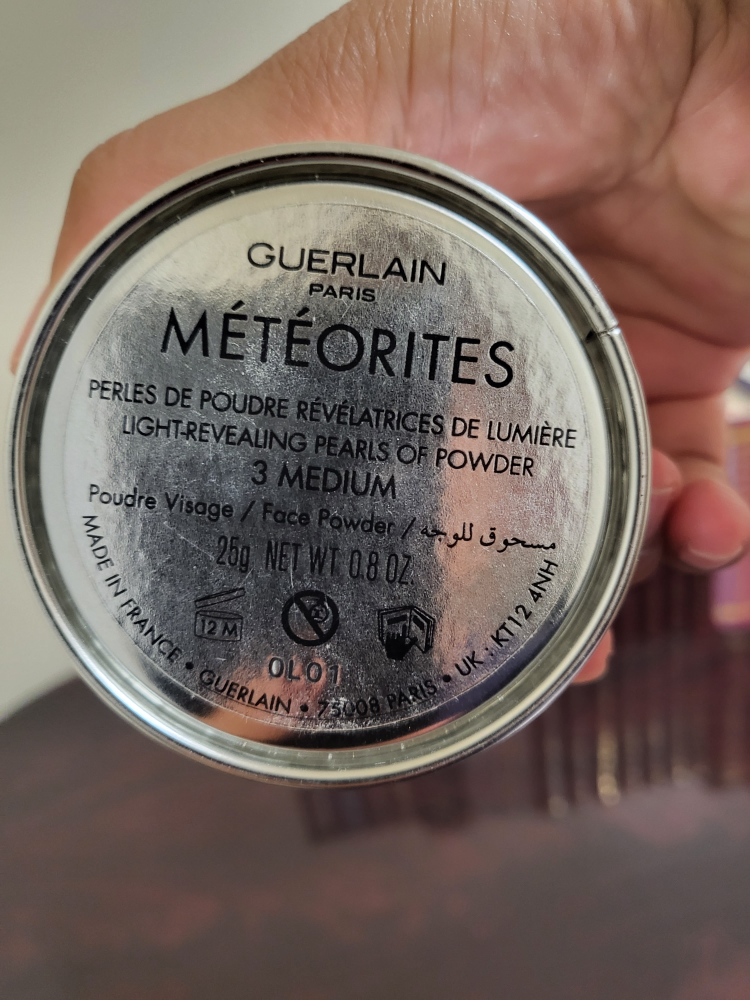 GUERLAIN
PARIS
MÉTÉORITES
PERLES DE POUDRE RÉVÉLATRICES DE LUMIÈRE
LIGHT-REVEALING PEARLS OF POWDER
3 MEDIUM
Poudre Visage / Face Powder / مسحوق للوجه
25g NET WT. 0.8 OZ.
12 M
0L01
MADE IN FRANCE • GUERLAIN • 75008 PARIS • UK : KT12 4NH